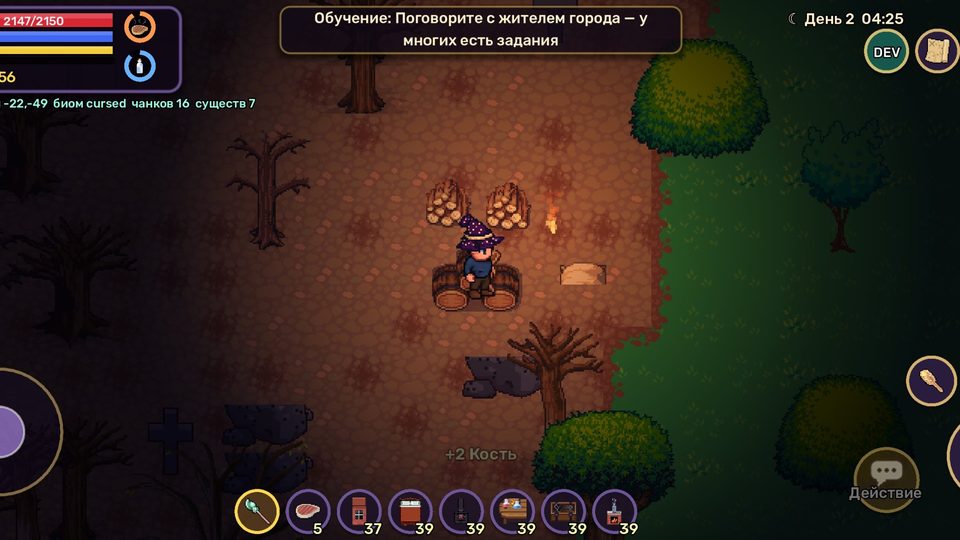 Обучение: Поговорите с жителем города — у
многих есть задания
2147/2150
56
День 2 04:25
DEV
-22,-49 биом cursed чанков 16 существ 7
+2 Кость
Действие
5
37
39
39
39
39
39